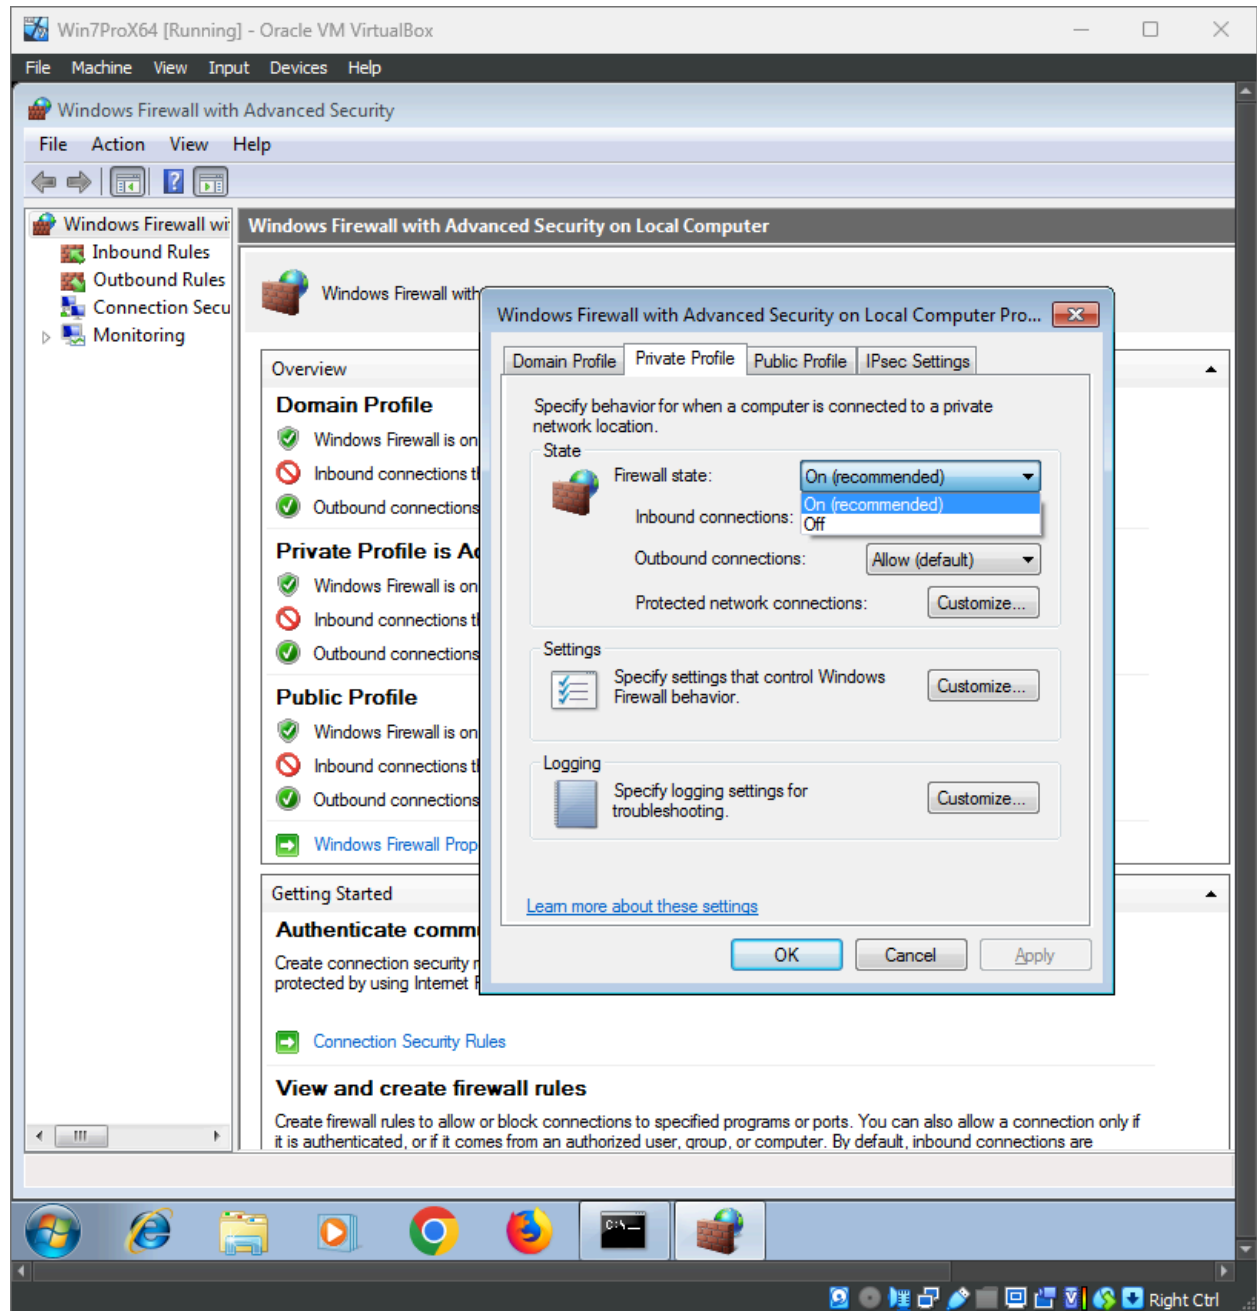 Win7ProX64 [Running] - Oracle VM VirtualBox
File Machine View Input Devices Help
Windows Firewall with Advanced Security
File Action View Help
Windows Firewall wi
Inbound Rules
Outbound Rules
Connection Secu
Monitoring
Windows Firewall with Advanced Security on Local Computer
Windows Firewall with
Overview
Domain Profile
Windows Firewall is on
Inbound connections t
Outbound connections
Private Profile is Ac
Windows Firewall is on
Inbound connections t
Outbound connections
Public Profile
Windows Firewall is on
Inbound connections t
Outbound connections
Windows Firewall Prop
Getting Started
Authenticate comm
Create connection security r
protected by using Internet
Connection Security Rules
View and create firewall rules
Create firewall rules to allow or block connections to specified programs or ports. You can also allow a connection only if
it is authenticated, or if it comes from an authorized user, group, or computer. By default, inbound connections are
Windows Firewall with Advanced Security on Local Computer Pro...
Domain Profile Private Profile Public Profile IPsec Settings
Specify behavior for when a computer is connected to a private
network location.
State
Firewall state: On (recommended)
On (recommended)
Off
Inbound connections:
Outbound connections: Allow (default)
Protected network connections: Customize...
Settings
Specify settings that control Windows
Firewall behavior.
Customize...
Logging
Specify logging settings for
troubleshooting.
Customize...
Learn more about these settings
OK Cancel Apply
C:\_
Right Ctrl